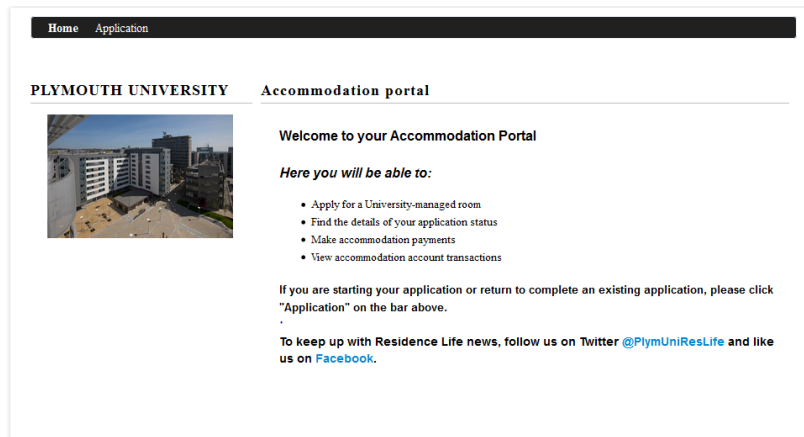 Home Application
PLYMOUTH UNIVERSITY
Accommodation portal
Welcome to your Accommodation Portal
Here you will be able to:
• Apply for a University-managed room
• Find the details of your application status
• Make accommodation payments
• View accommodation account transactions
If you are starting your application or return to complete an existing application, please click
"Application" on the bar above.
.
To keep up with Residence Life news, follow us on Twitter @PlymUniResLife and like
us on Facebook.